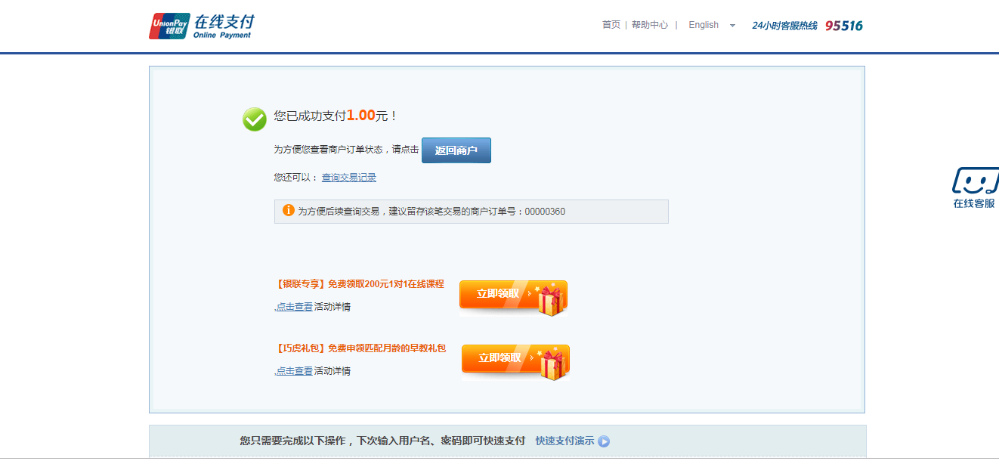 UnionPay 银联 在线支付
Online Payment
首页 | 帮助中心 | English 24小时客服热线 95516
您已成功支付1.00元！
为方便您查看商户订单状态，请点击 返回商户
您还可以： 查询交易记录
为方便后续查询交易，建议留存该笔交易的商户订单号：00000360
在线客服
【银联专享】免费领取200元1对1在线课程
立即领取
,点击查看活动详情
【巧虎礼包】免费申领匹配月龄的早教礼包
立即领取
,点击查看活动详情
您只需要完成以下操作，下次输入用户名、密码即可快速支付 快速支付演示